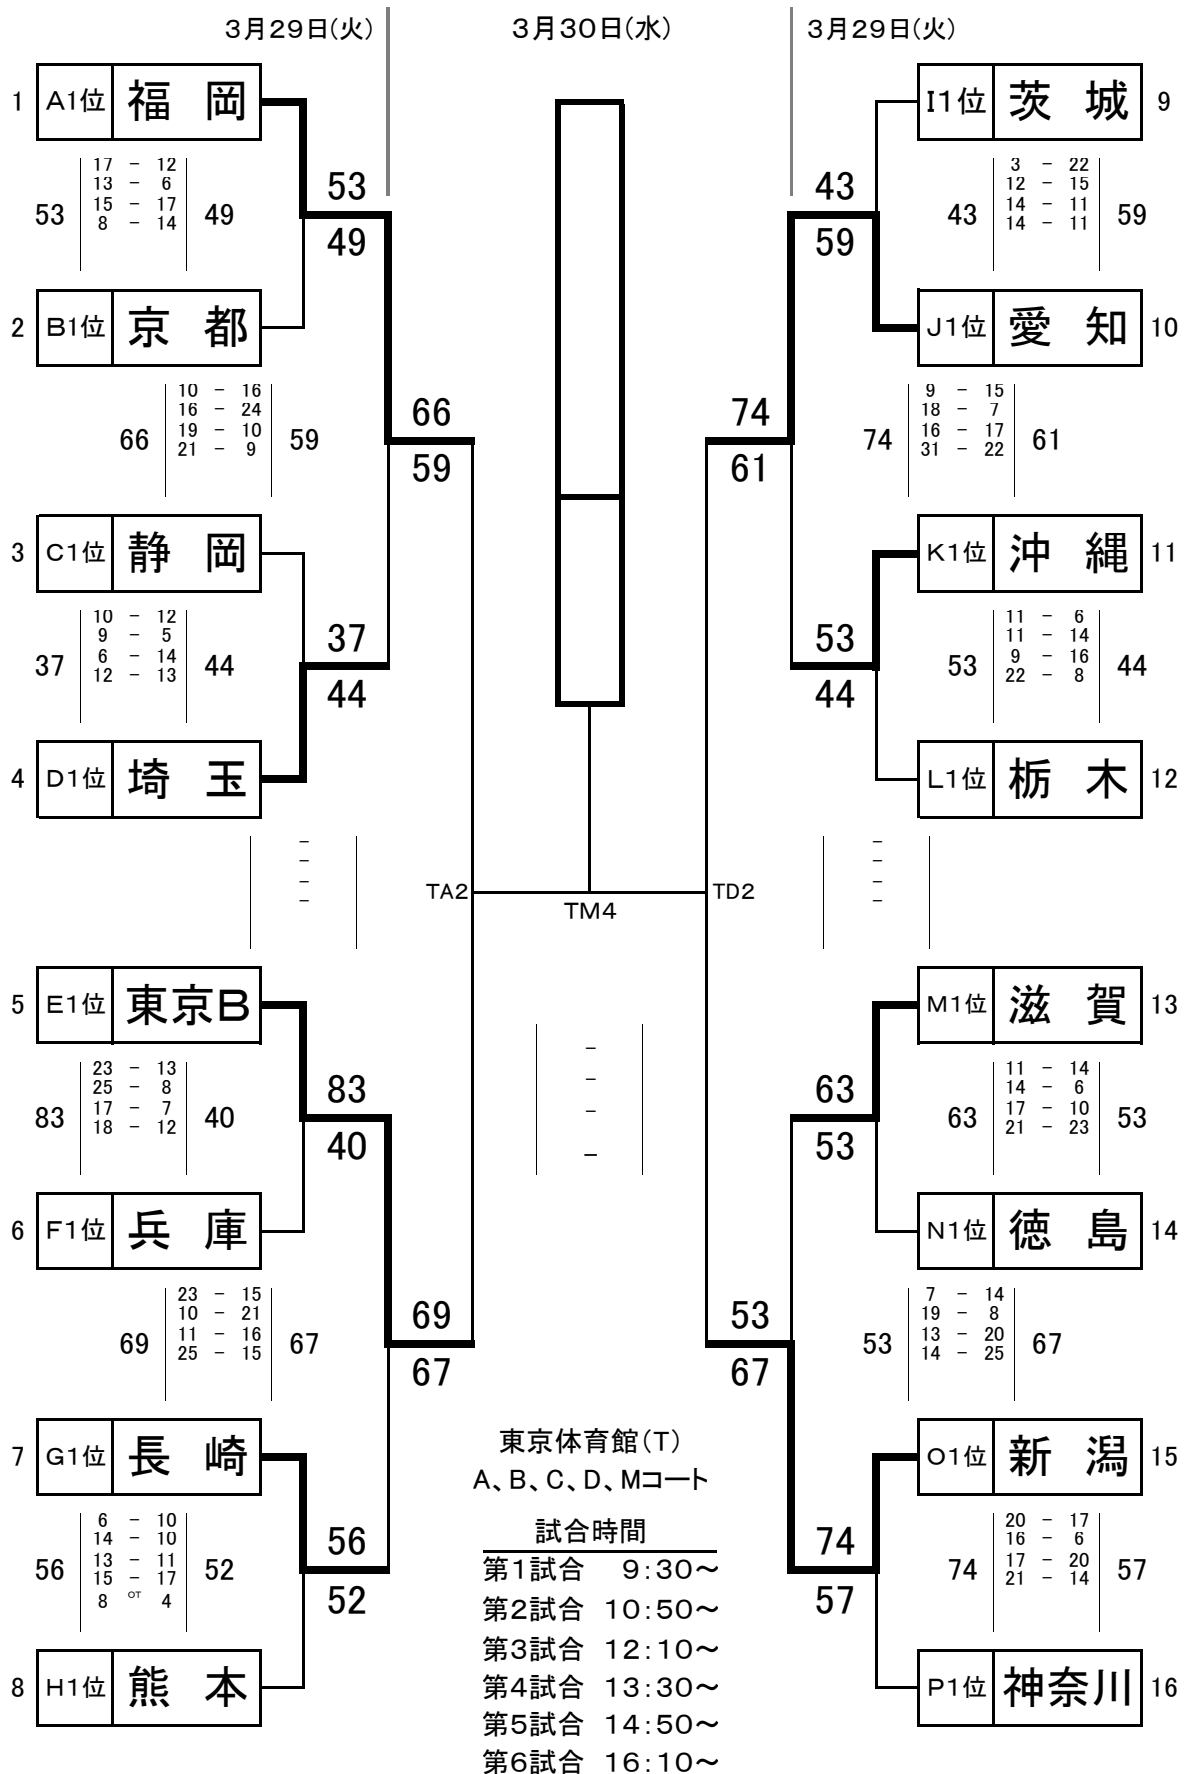 3月29日(火)
3月30日(水)
3月29日(火)
1 A1位 福 岡
17 － 12
13 － 6
15 － 17
8 － 14
53 49
53
49
2 B1位 京 都
10 － 16
16 － 24
19 － 10
21 － 9
66 59
66
59
3 C1位 静 岡
10 － 12
9 － 5
6 － 14
12 － 13
37 44
37
44
4 D1位 埼 玉
－
－
－
－
TA2
5 E1位 東京B
23 － 13
25 － 8
17 － 7
18 － 12
83 40
83
40
6 F1位 兵 庫
23 － 15
10 － 21
11 － 16
25 － 15
69 67
69
67
7 G1位 長 崎
6 － 10
14 － 10
13 － 11
15 － 17
8 OT 4
56 52
56
52
8 H1位 熊 本
TM4
－
－
－
－
東京体育館(T)
A、B、C、D、Mコート
試合時間
第1試合 9:30～
第2試合 10:50～
第3試合 12:10～
第4試合 13:30～
第5試合 14:50～
第6試合 16:10～
I1位 茨 城 9
3 － 22
12 － 15
14 － 11
14 － 11
43 59
43
59
J1位 愛 知 10
9 － 15
18 － 7
16 － 17
31 － 22
74 61
74
61
K1位 沖 縄 11
11 － 6
11 － 14
9 － 16
22 － 8
53 44
53
44
L1位 栃 木 12
－
－
－
－
TD2
M1位 滋 賀 13
11 － 14
14 － 6
17 － 10
21 － 23
63 53
63
53
N1位 徳 島 14
7 － 14
19 － 8
13 － 20
14 － 25
53 67
53
67
O1位 新 潟 15
20 － 17
16 － 6
17 － 20
21 － 14
74 57
74
57
P1位 神奈川 16